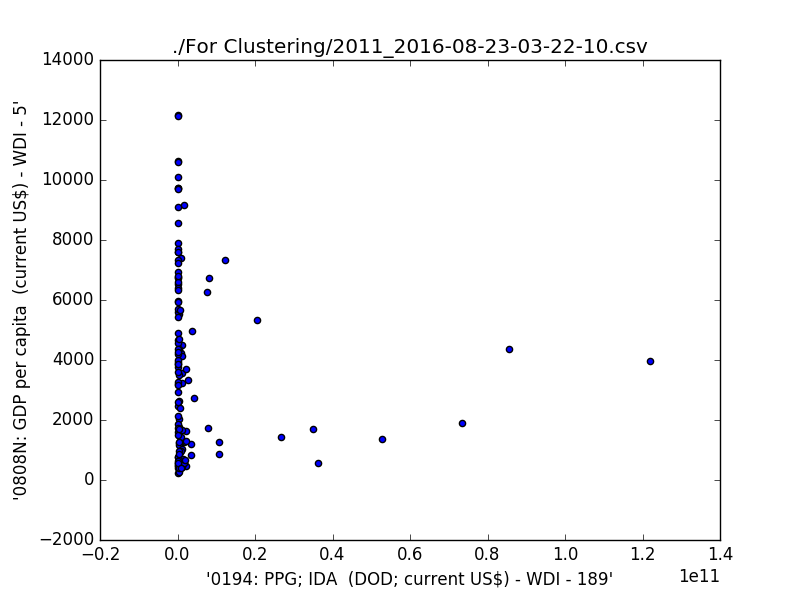 ./For Clustering/2011_2016-08-23-03-22-10.csv
14000
12000
10000
8000
6000
4000
2000
0
−2000
'0808N: GDP per capita  (current US$) - WDI - 5'
−0.2 0.0 0.2 0.4 0.6 0.8 1.0 1.2 1.4
1e11
'0194: PPG; IDA  (DOD; current US$) - WDI - 189'